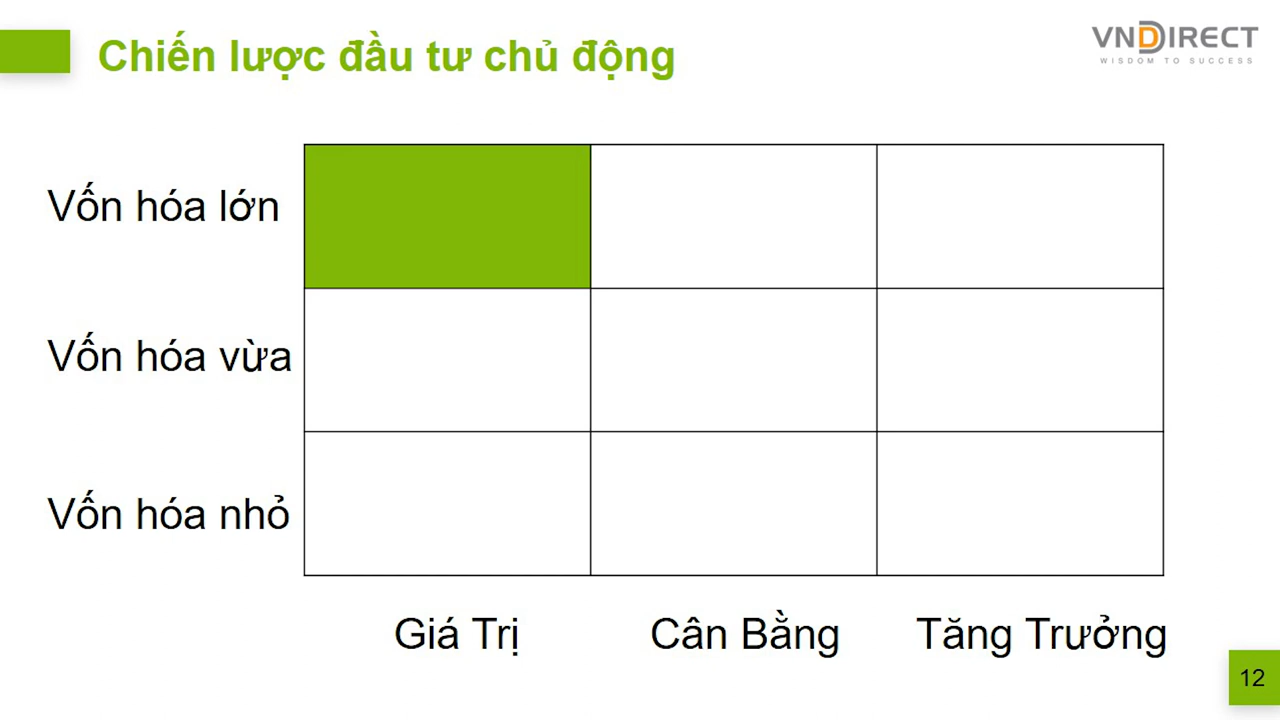 Chiến lược đầu tư chủ động
VNDIRECT
WISDOM TO SUCCESS
Vốn hóa lớn
Vốn hóa vừa
Vốn hóa nhỏ
Giá Trị Cân Bằng Tăng Trưởng
12